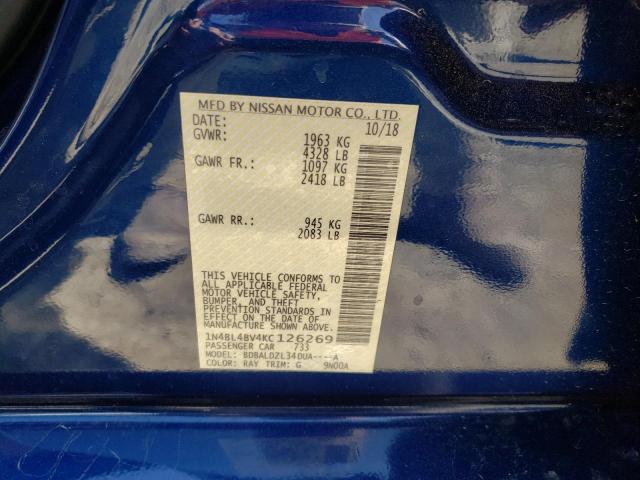 MFD BY NISSAN MOTOR CO., LTD.
DATE: 10/18
GVWR: 1963 KG
4328 LB
GAWR FR.: 1097 KG
2418 LB
GAWR RR.: 945 KG
2083 LB
THIS VEHICLE CONFORMS TO
ALL APPLICABLE FEDERAL
MOTOR VEHICLE SAFETY,
BUMPER, AND THEFT
PREVENTION STANDARDS IN
EFFECT ON THE DATE OF
MANUFACTURE SHOWN ABOVE.
1N4BL4BV4KC126269
PASSENGER CAR 733
MODEL: BDBALDZL34DUA----A
COLOR: RAY TRIM: G 9N00A